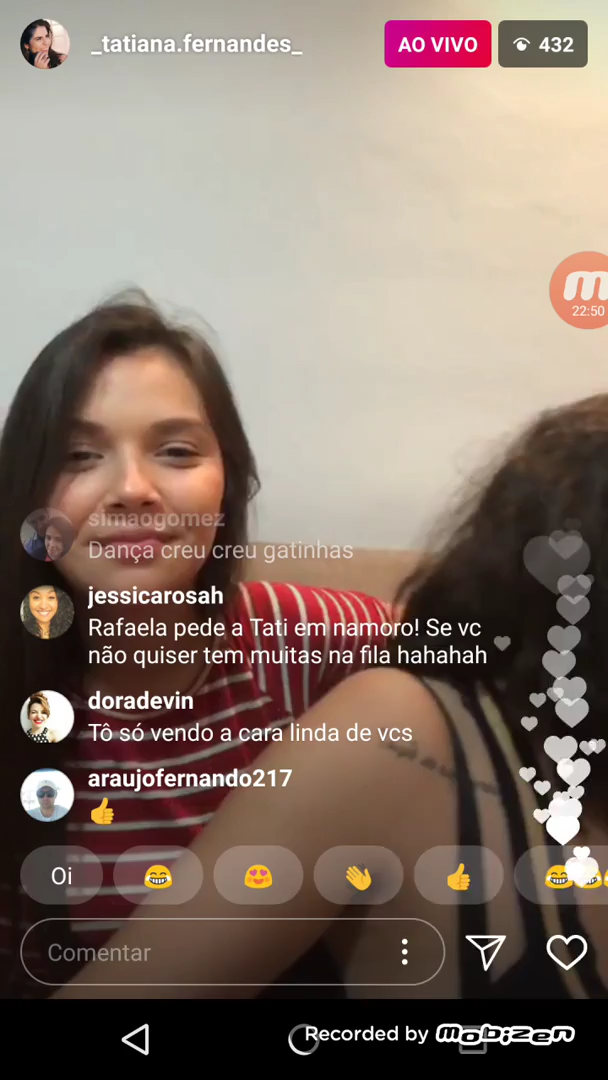 _tatiana.fernandes_
AO VIVO
432
m
22:50
simaogomez
Dança creu creu gatinhas
jessicarosah
Rafaela pede a Tati em namoro! Se vc
não quiser tem muitas na fila hahahah
doradevin
Tô só vendo a cara linda de vcs
araujofernando217
👍
Oi 😂 😍 👋 👍 😂
Comentar
Recorded by mobizen